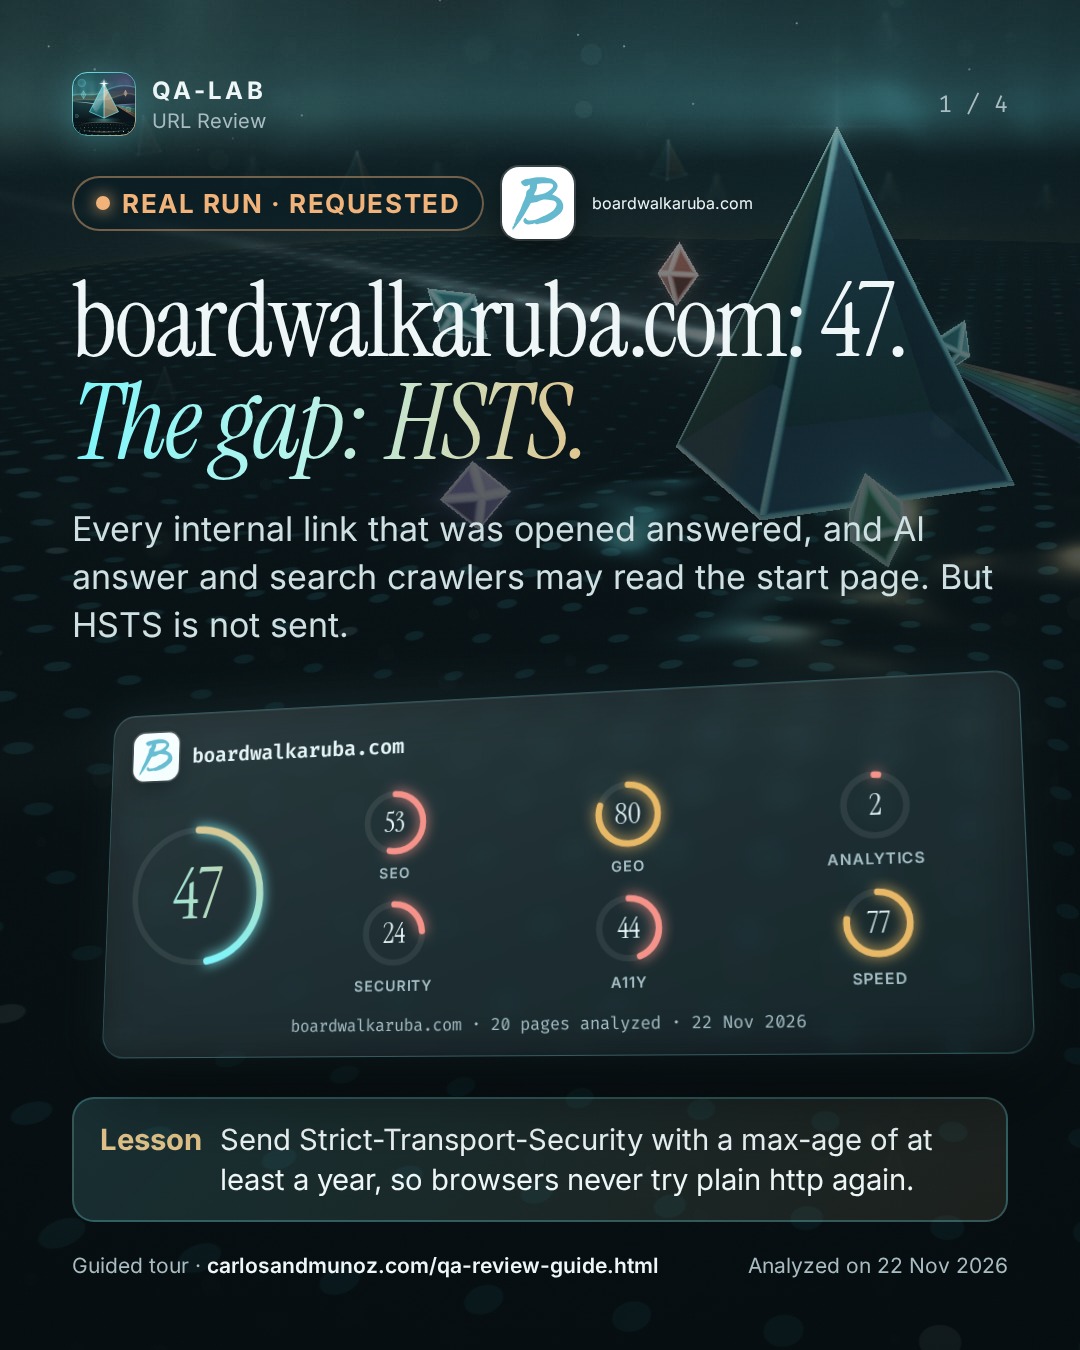 QA-LAB
URL Review
1 / 4
REAL RUN · REQUESTED
B
boardwalkaruba.com
boardwalkaruba.com: 47.
The gap: HSTS.
Every internal link that was opened answered, and AI
answer and search crawlers may read the start page. But
HSTS is not sent.
B
boardwalkaruba.com
47
53
SEO
80
GEO
2
ANALYTICS
24
SECURITY
44
A11Y
77
SPEED
boardwalkaruba.com · 20 pages analyzed · 22 Nov 2026
Lesson Send Strict-Transport-Security with a max-age of at
least a year, so browsers never try plain http again.
Guided tour · carlosandmunoz.com/qa-review-guide.html
Analyzed on 22 Nov 2026